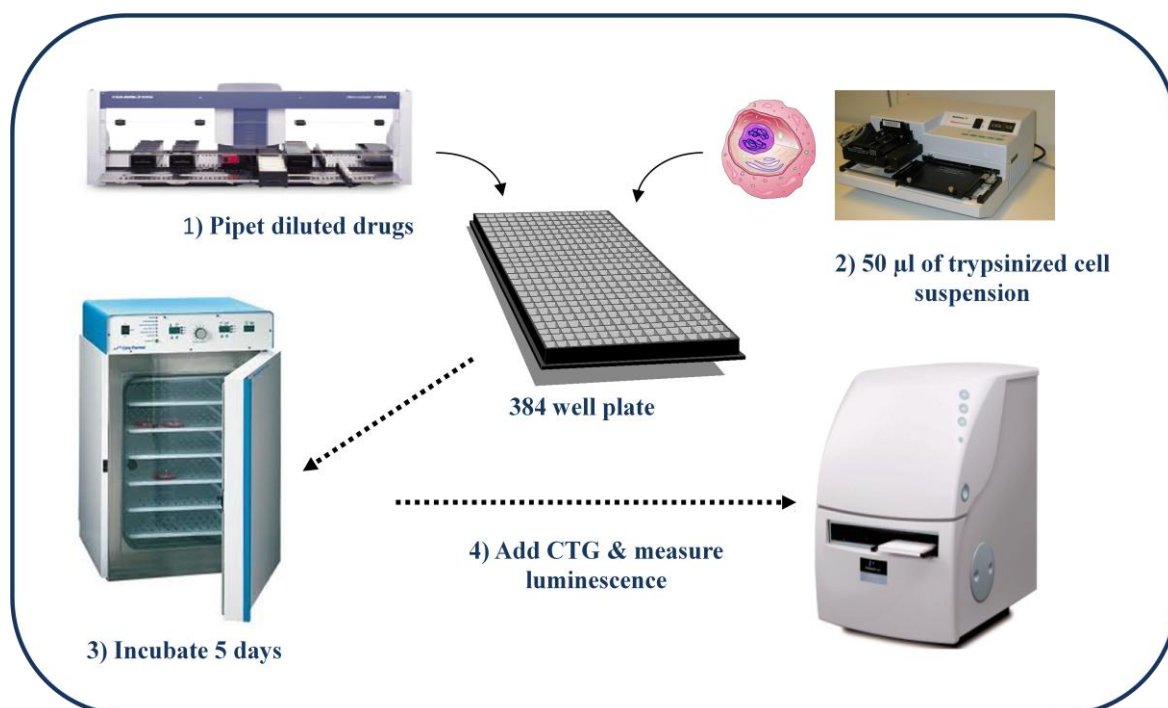 1) Pipet diluted drugs
2) 50 µl of trypsinized cell
suspension
384 well plate
4) Add CTG & measure
luminescence
3) Incubate 5 days